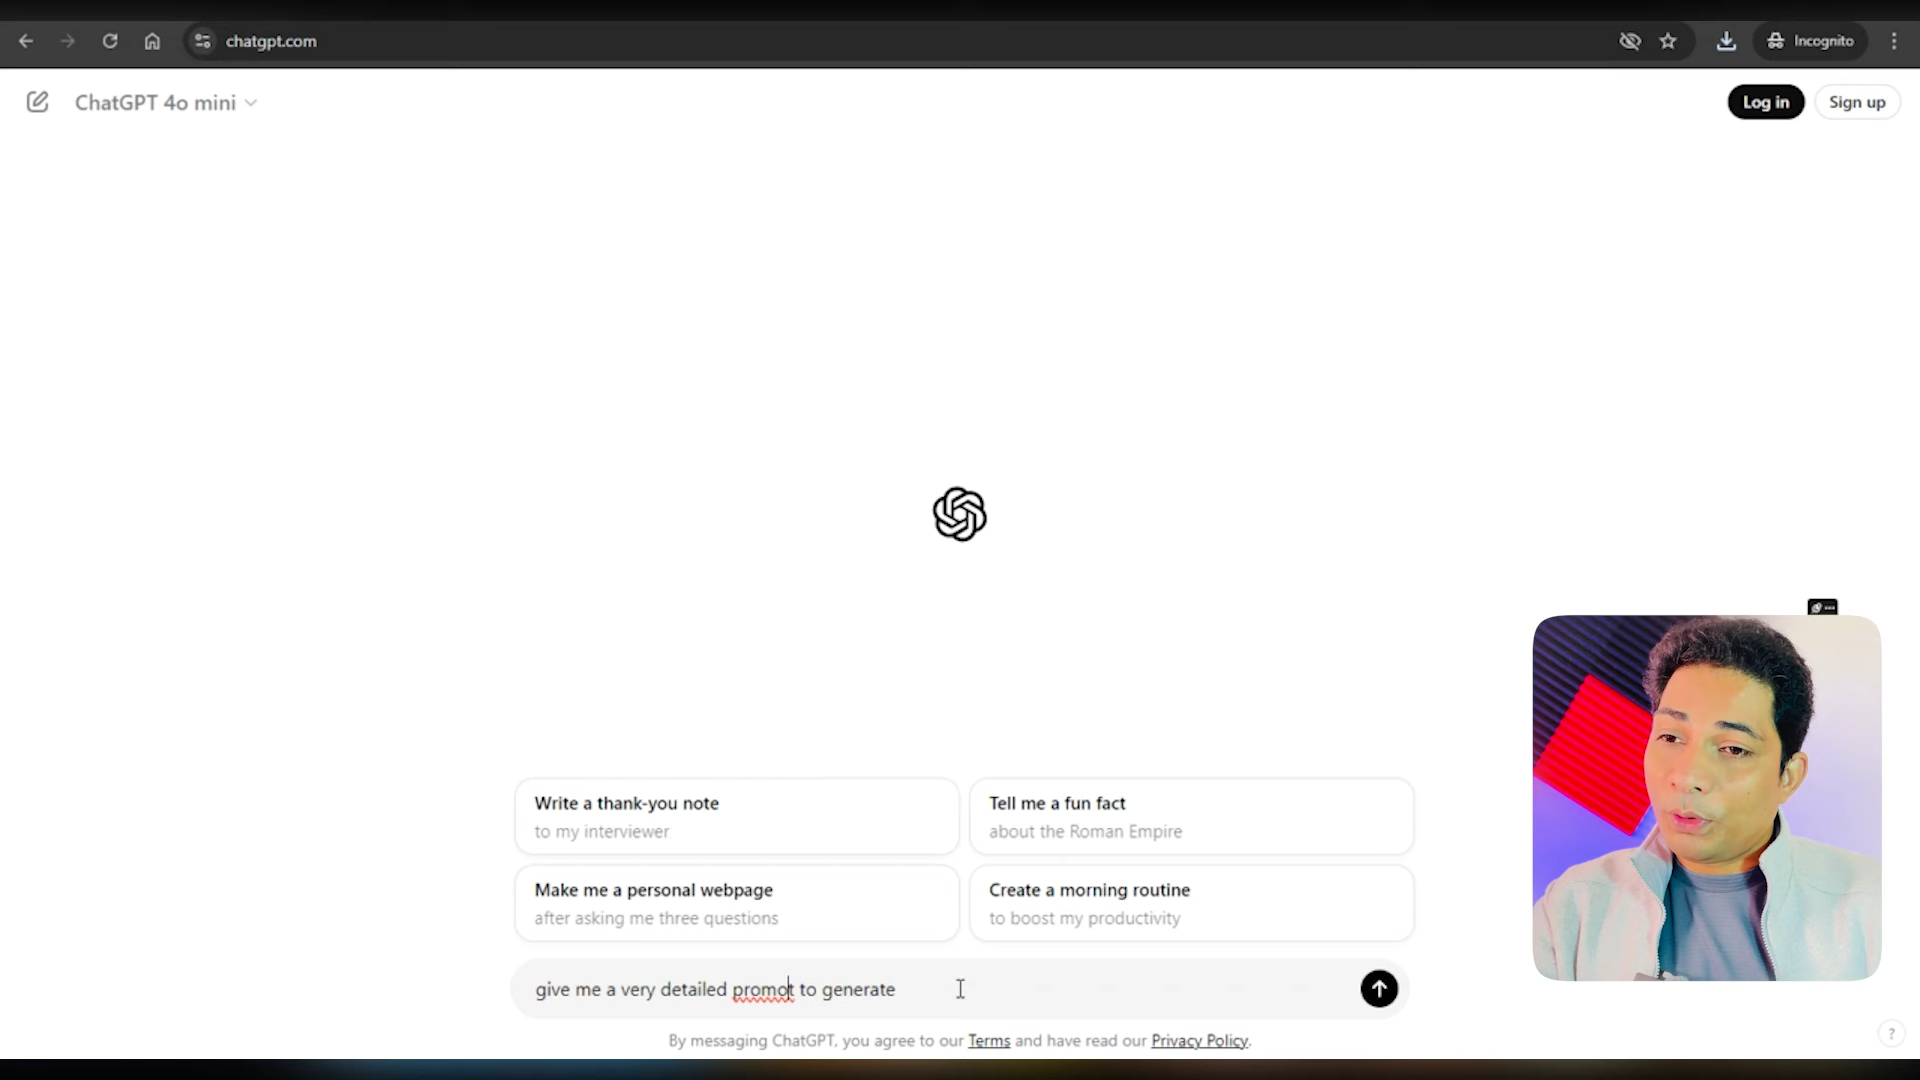 chatgpt.com
Incognito
ChatGPT 4o mini
Log in
Sign up
Write a thank-you note
to my interviewer
Tell me a fun fact
about the Roman Empire
Make me a personal webpage
after asking me three questions
Create a morning routine
to boost my productivity
give me a very detailed promot to generate
By messaging ChatGPT, you agree to our Terms and have read our Privacy Policy.
?